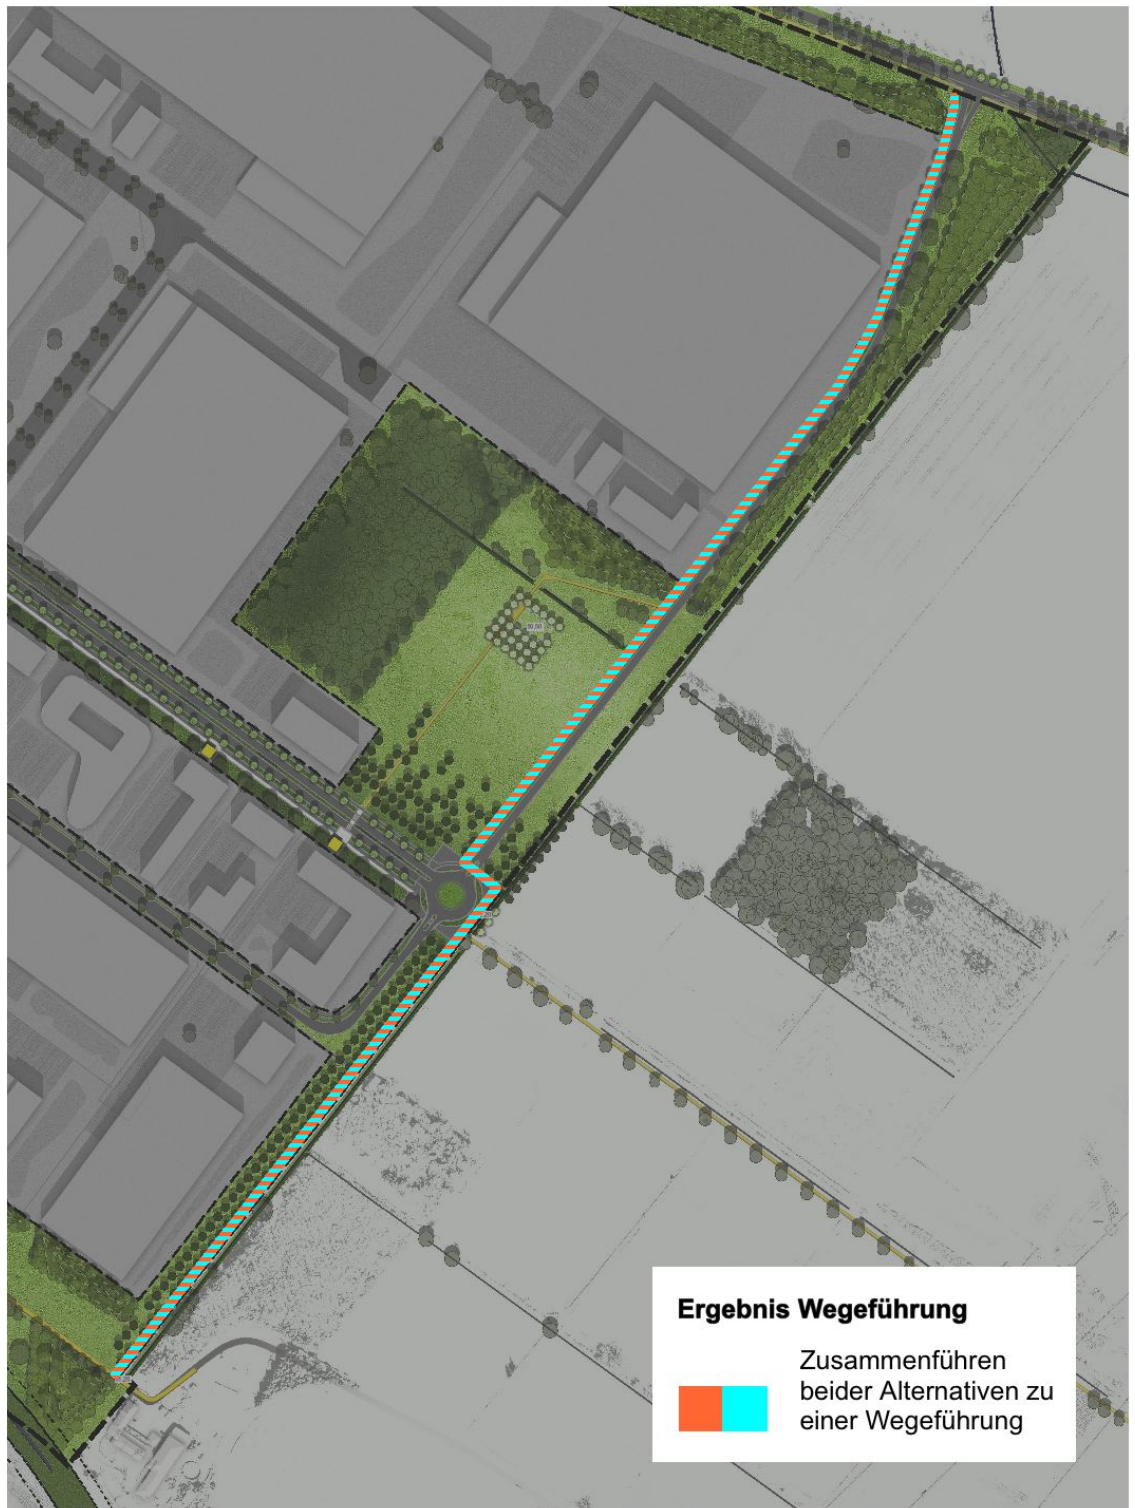 Ergebnis Wegeführung
Zusammenführen
beider Alternativen zu
einer Wegeführung